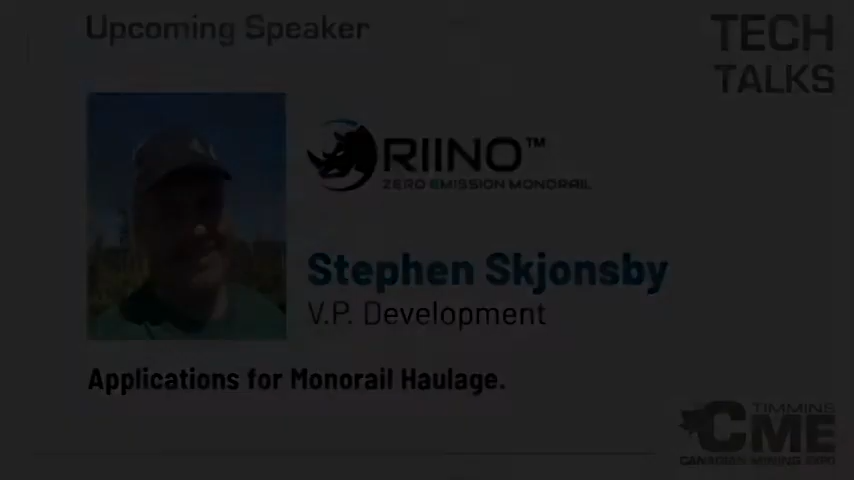 Upcoming Speaker
TECH
TALKS
RIINO™
ZERO EMISSION MONORAIL
Stephen Skjonsby
V.P. Development
Applications for Monorail Haulage.
TIMMINS
CME
CANADIAN MINING EXPO